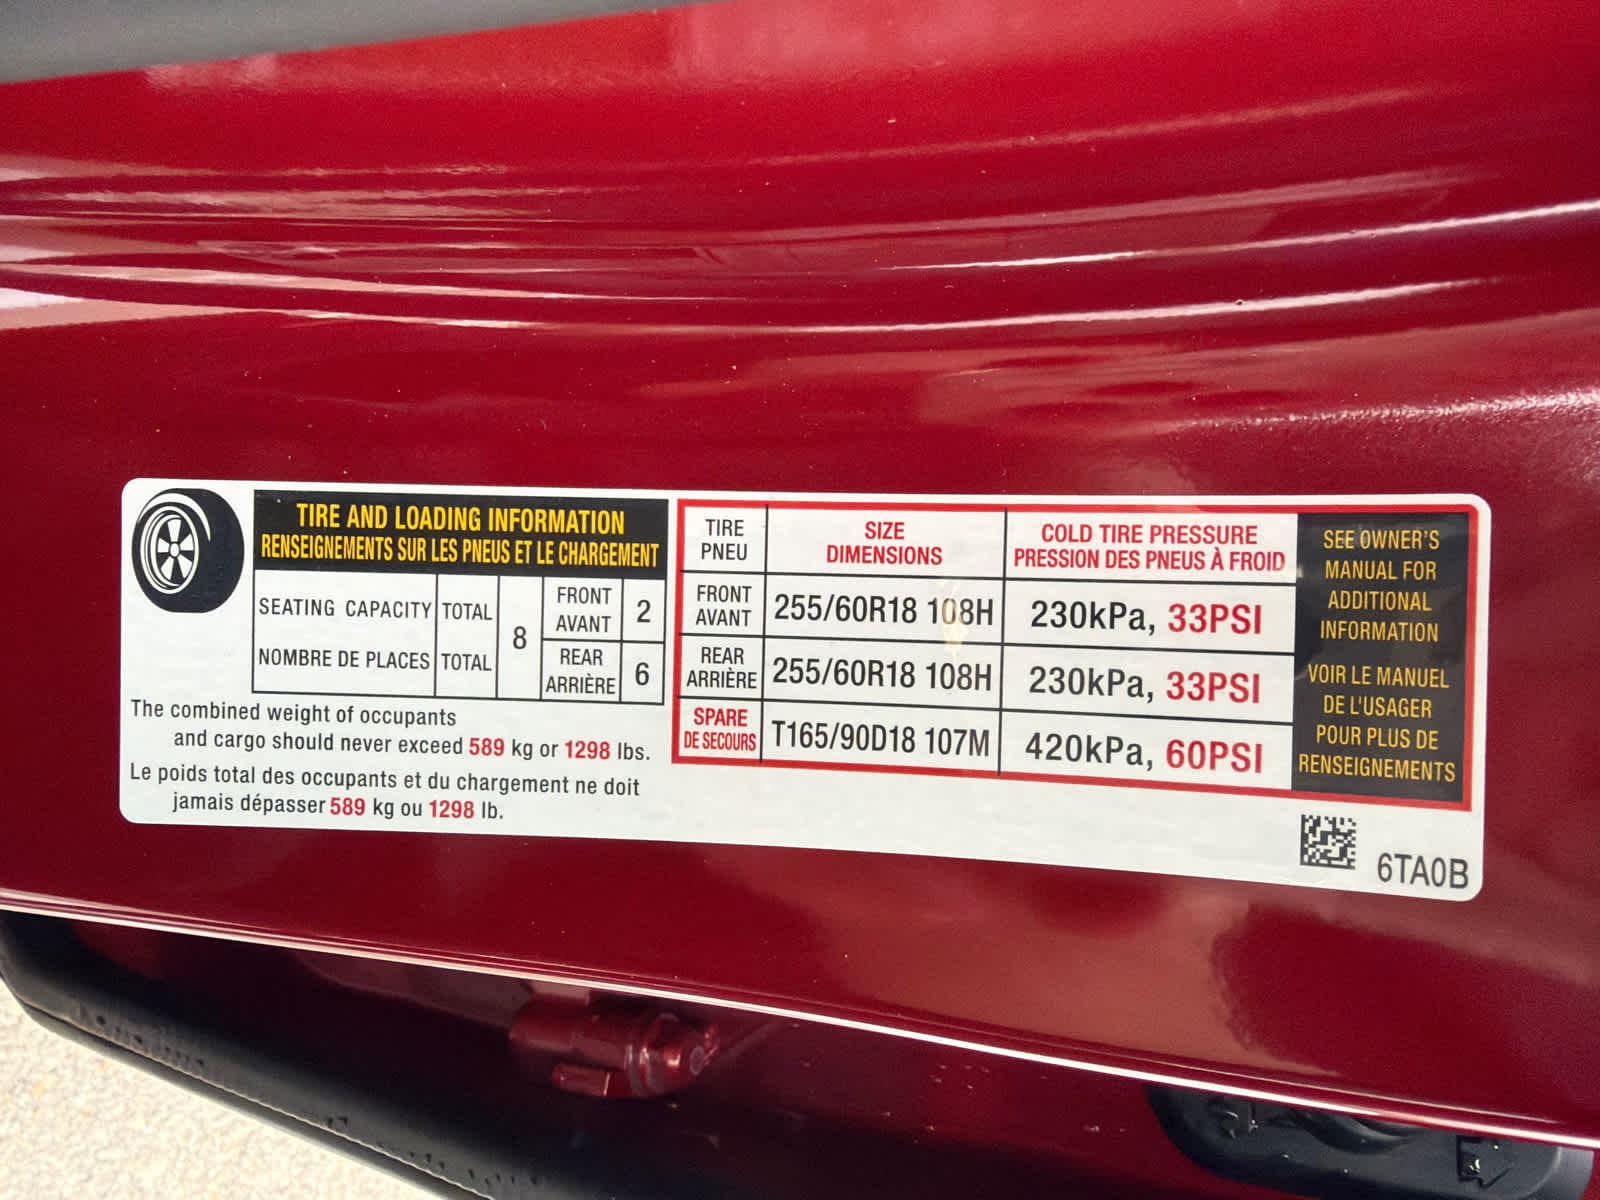 TIRE AND LOADING INFORMATION
RENSEIGNEMENTS SUR LES PNEUS ET LE CHARGEMENT
SEATING CAPACITY TOTAL
NOMBRE DE PLACES TOTAL
8
FRONT
AVANT
2
REAR
ARRIÈRE
6
The combined weight of occupants
and cargo should never exceed 589 kg or 1298 lbs.
Le poids total des occupants et du chargement ne doit
jamais dépasser 589 kg ou 1298 lb.
TIRE
PNEU
SIZE
DIMENSIONS
COLD TIRE PRESSURE
PRESSION DES PNEUS À FROID
FRONT
AVANT
255/60R18 108H
230kPa, 33PSI
REAR
ARRIÈRE
255/60R18 108H
230kPa, 33PSI
SPARE
DE SECOURS
T165/90D18 107M
420kPa, 60PSI
SEE OWNER'S
MANUAL FOR
ADDITIONAL
INFORMATION
VOIR LE MANUEL
DE L'USAGER
POUR PLUS DE
RENSEIGNEMENTS
6TA0B